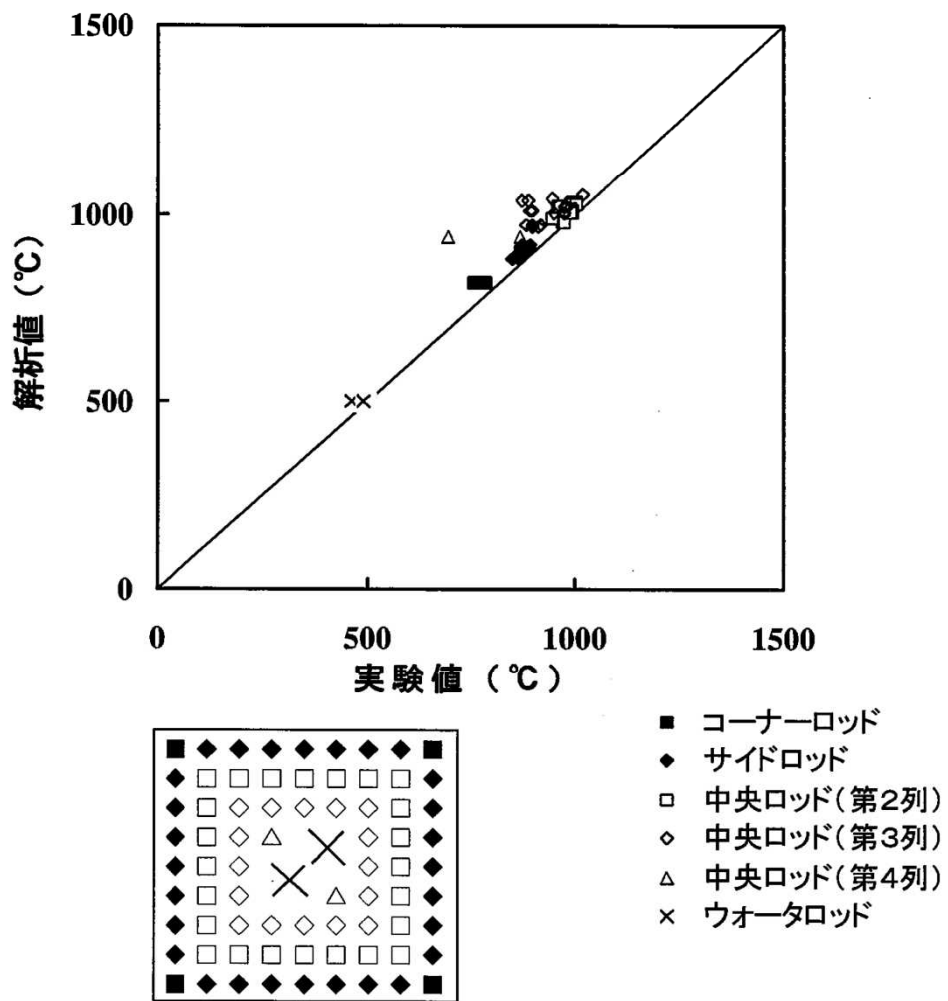 1500
1000
500
0
解析値（℃）
0
500
1000
1500
実験値（℃）
コーナーロッド
サイドロッド
中央ロッド（第2列）
中央ロッド（第3列）
中央ロッド（第4列）
ウォータロッド